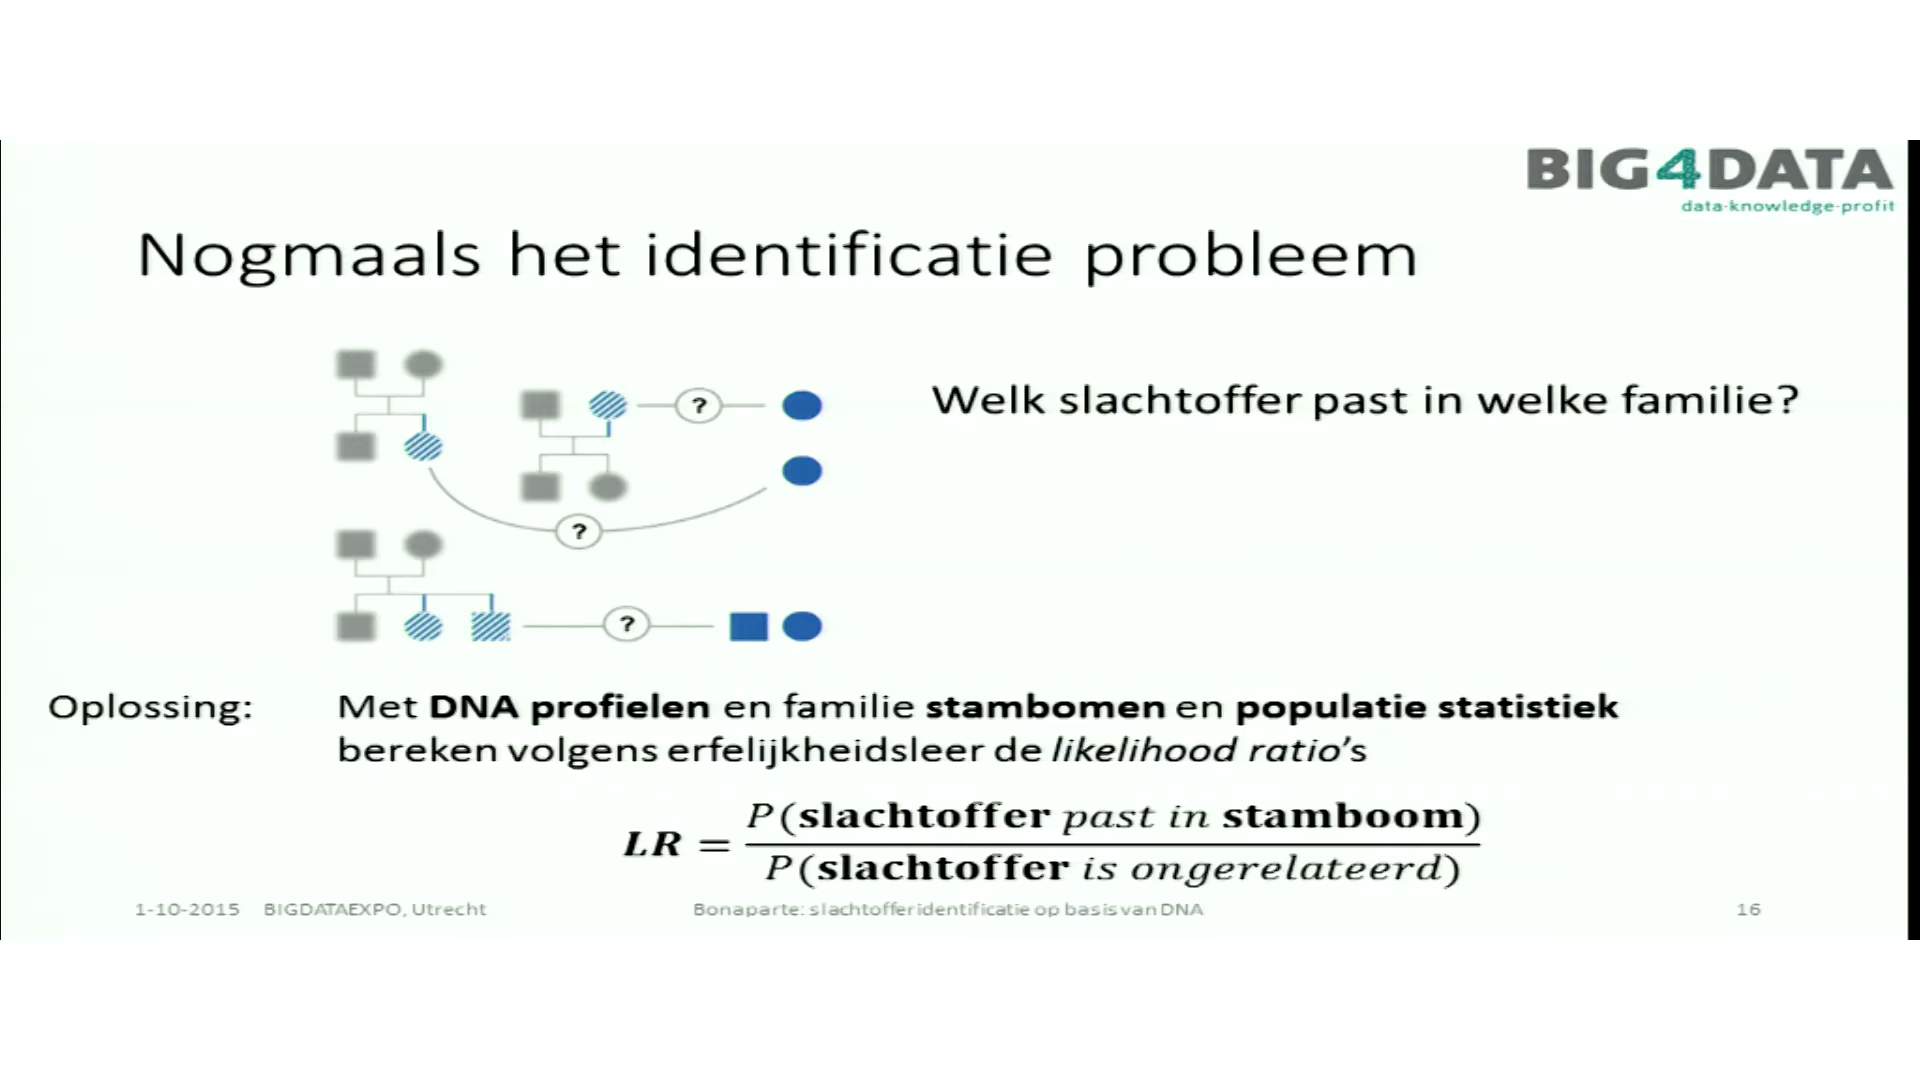 BIG4DATA
data-knowledge-profit
Nogmaals het identificatie probleem
?
Welk slachtoffer past in welke familie?
?
?
Oplossing: Met DNA profielen en familie stambomen en populatie statistiek
bereken volgens erfelijkheidsleer de likelihood ratio's
LR = P(slachtoffer past in stamboom)
P(slachtoffer is ongerelateerd)
1-10-2015 BIGDATAEXPO, Utrecht Bonaparte: slachtofferidentificatie op basis van DNA 16